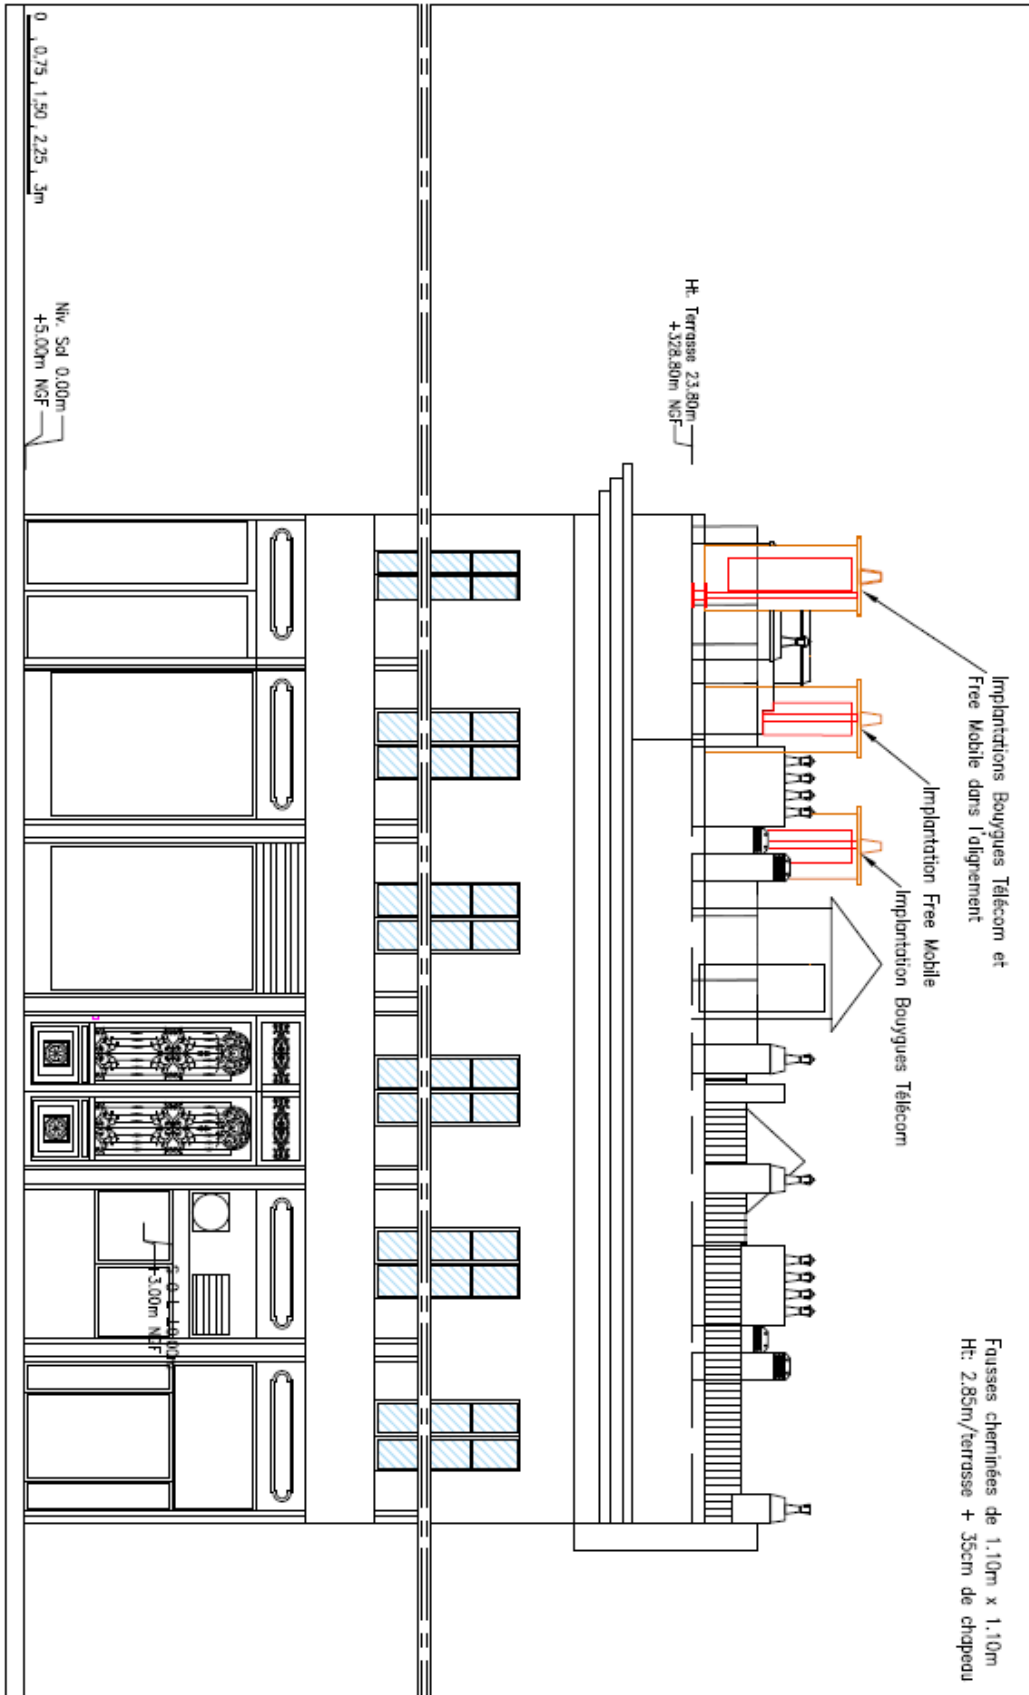 Implantations Bouygues Télécom et
Free Mobile dans l'alignement
Implantation Free Mobile
Implantation Bouygues Télécom
Fausses cheminées de 1.10m x 1.10m
Ht: 2.85m/terrasse + 35cm de chapeau
Ht. Terrasse 23.80m
+328.80m NGF
+3.00m NGF
Niv. Sol 0.00m
+5.00m NGF
0 0,75 1,50 2,25 3m